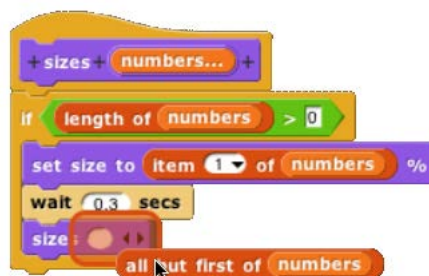 + sizes + numbers... +
if length of numbers > 0
set size to item 1 of numbers %
wait 0.3 secs
sizes
all but first of numbers